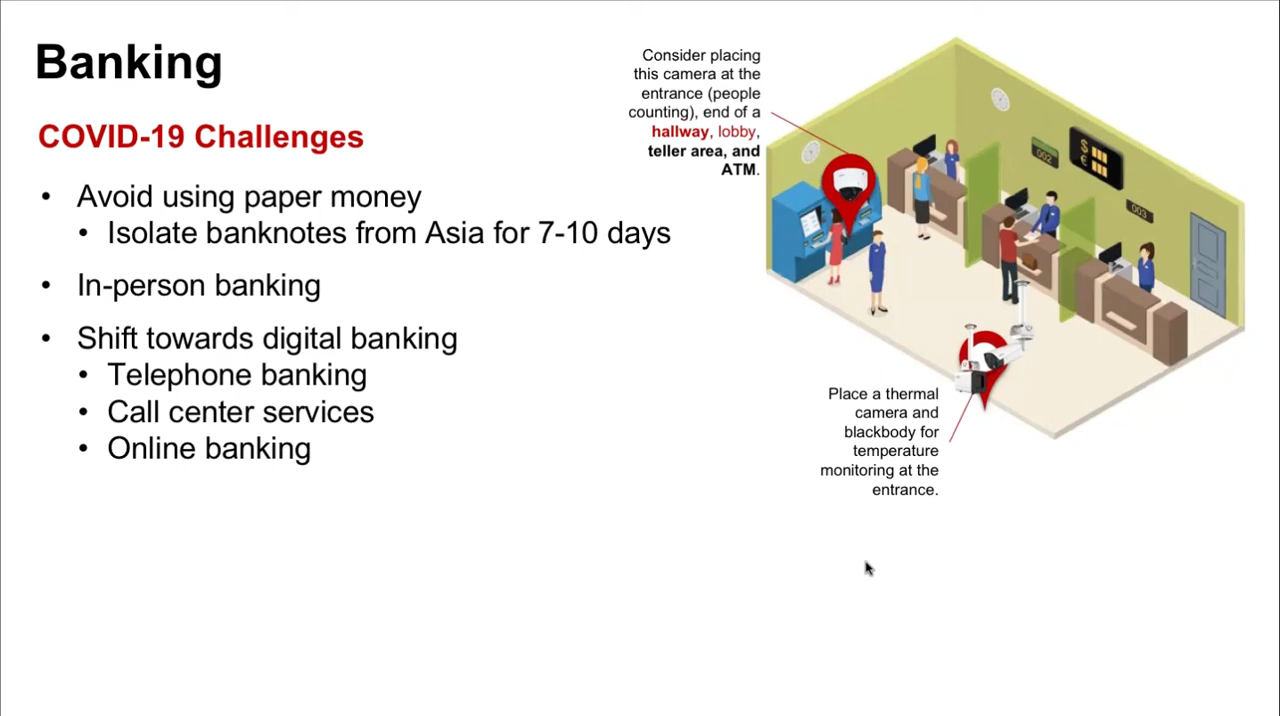 Banking
COVID-19 Challenges
• Avoid using paper money
• Isolate banknotes from Asia for 7-10 days
• In-person banking
• Shift towards digital banking
• Telephone banking
• Call center services
• Online banking
Consider placing
this camera at the
entrance (people
counting), end of a
hallway, lobby,
teller area, and
ATM.
002
$
€
003
Place a thermal
camera and
blackbody for
temperature
monitoring at the
entrance.